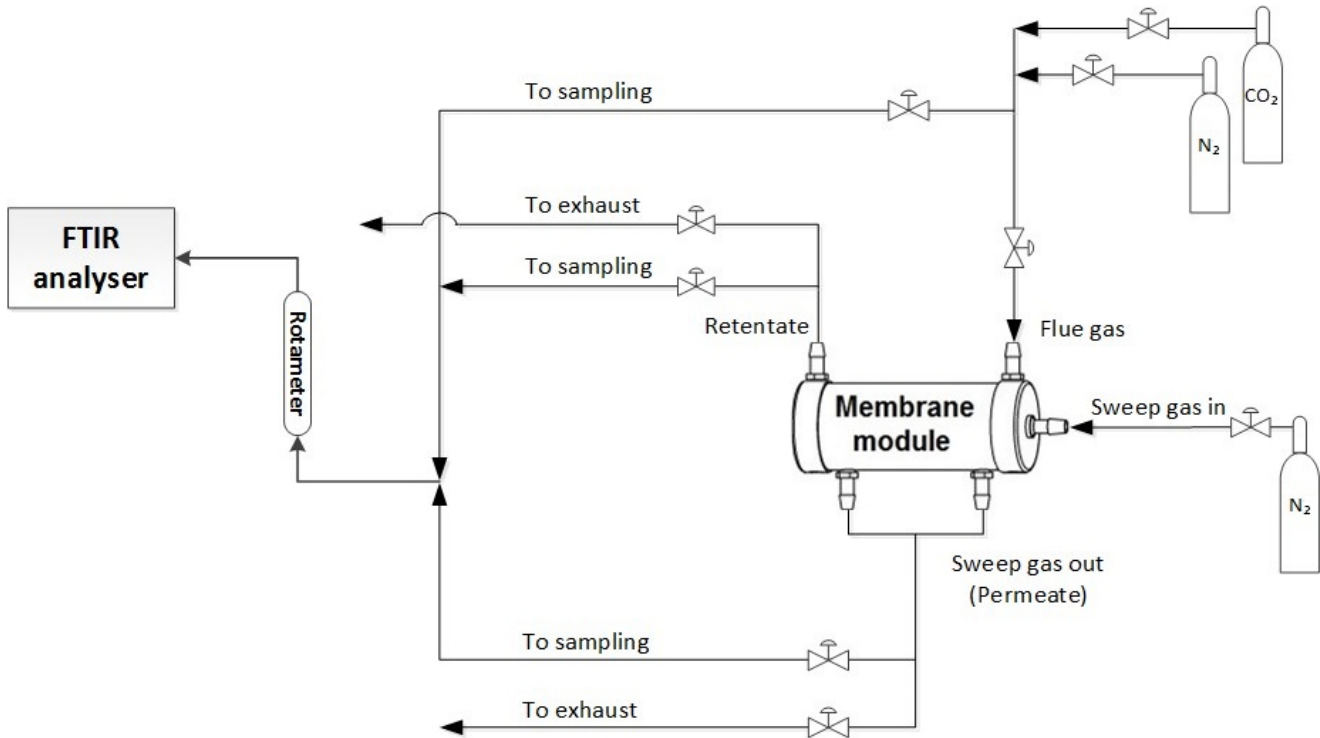 CO₂
To sampling
N₂
To exhaust
FTIR
analyser
To sampling
Rotameter
Retentate
Flue gas
Membrane
module
Sweep gas in
N₂
Sweep gas out
(Permeate)
To sampling
To exhaust